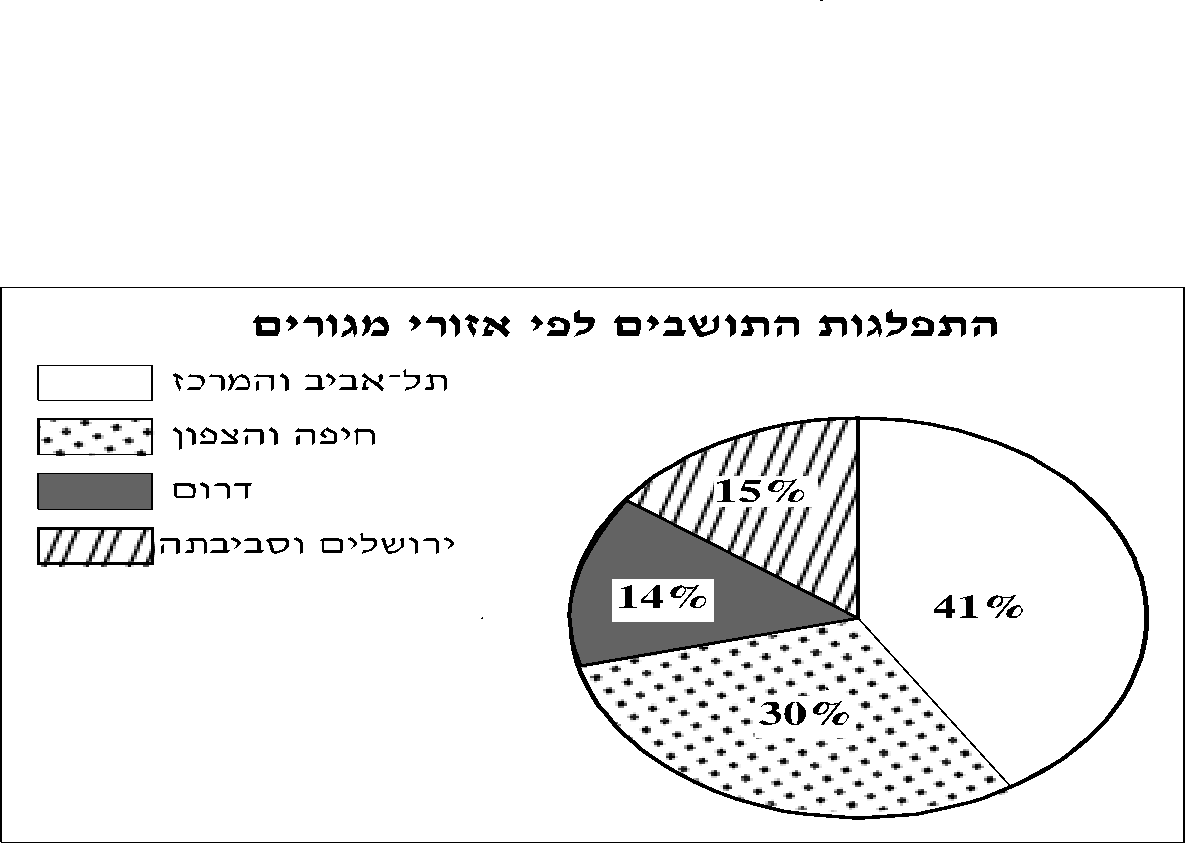 התפלגות התושבים לפי אזורי מגורים
תל־אביב והמרכז
חיפה והצפון
דרום
ירושלים וסביבתה
15%
14%
41%
30%